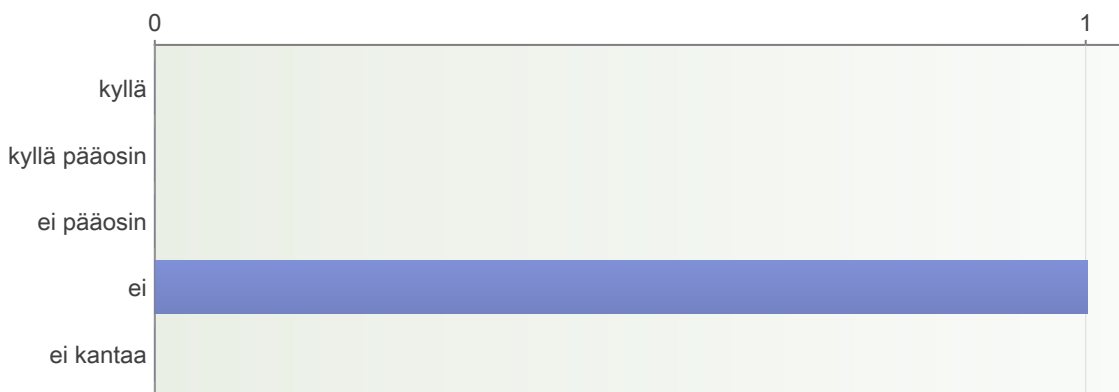 0 1
kyllä
kyllä pääosin
ei pääosin
ei
ei kantaa